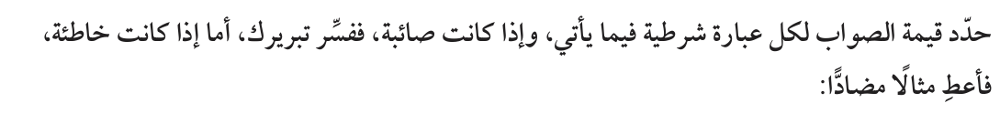 حدّد قيمة الصواب لكل عبارة شرطية فيما يأتي، وإذا كانت صائبة، ففسِّر تبريرك، أما إذا كانت خاطئة،
فأعطِ مثالًا مضادًّا: